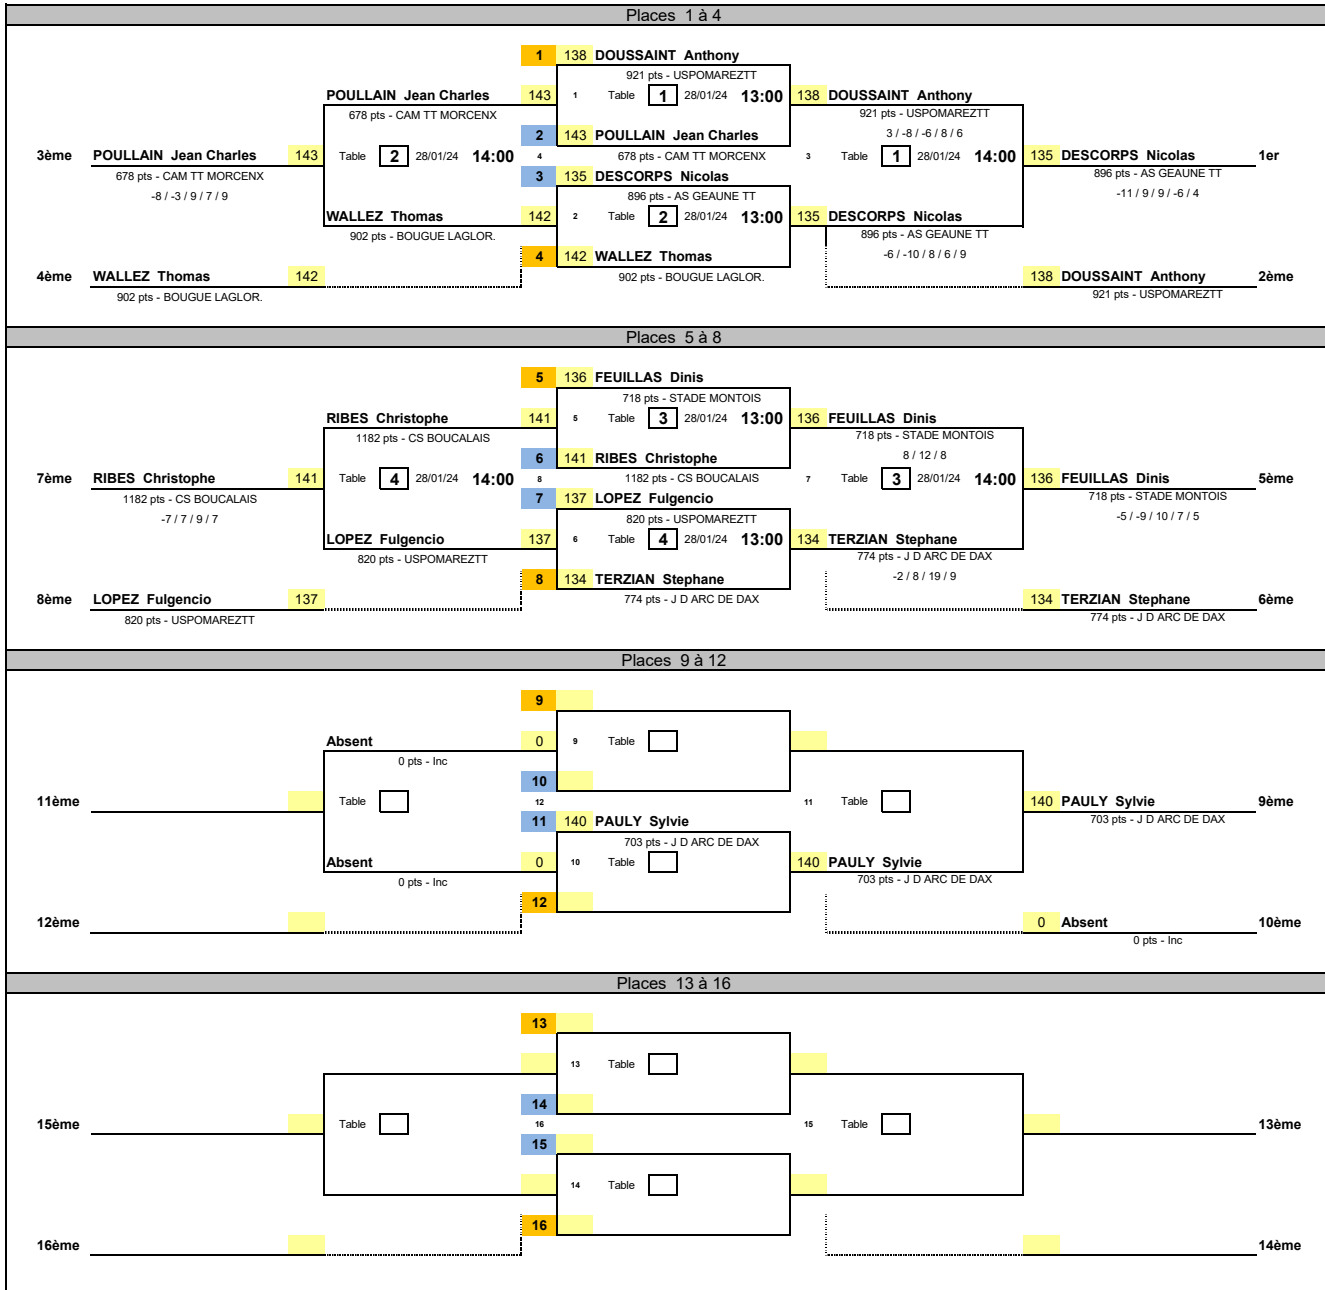 Places 1 à 4
1 138 DOUSSAINT Anthony
921 pts - USPOMAREZTT
POULLAIN Jean Charles 143 1 Table 1 28/01/24 13:00 138 DOUSSAINT Anthony
678 pts - CAM TT MORCENX 921 pts - USPOMAREZTT
2 143 POULLAIN Jean Charles 3 / -8 / -6 / 8 / 6
3ème POULLAIN Jean Charles 143 Table 2 28/01/24 14:00 4 678 pts - CAM TT MORCENX 3 Table 1 28/01/24 14:00 135 DESCORPS Nicolas 1er
678 pts - CAM TT MORCENX 3 135 DESCORPS Nicolas 896 pts - AS GEAUNE TT
-8 / -3 / 9 / 7 / 9 896 pts - AS GEAUNE TT -11 / 9 / 9 / -6 / 4
WALLEZ Thomas 142 2 Table 2 28/01/24 13:00 135 DESCORPS Nicolas
902 pts - BOUGUE LAGLOR. 896 pts - AS GEAUNE TT
4 142 WALLEZ Thomas -6 / -10 / 8 / 6 / 9
4ème WALLEZ Thomas 142 902 pts - BOUGUE LAGLOR. 138 DOUSSAINT Anthony 2ème
902 pts - BOUGUE LAGLOR. 921 pts - USPOMAREZTT
Places 5 à 8
5 136 FEUILLAS Dinis
718 pts - STADE MONTOIS
RIBES Christophe 141 5 Table 3 28/01/24 13:00 136 FEUILLAS Dinis
1182 pts - CS BOUCALAIS 718 pts - STADE MONTOIS
6 141 RIBES Christophe 8 / 12 / 8
7ème RIBES Christophe 141 Table 4 28/01/24 14:00 8 1182 pts - CS BOUCALAIS 7 Table 3 28/01/24 14:00 136 FEUILLAS Dinis 5ème
1182 pts - CS BOUCALAIS 7 137 LOPEZ Fulgencio 718 pts - STADE MONTOIS
-7 / 7 / 9 / 7 820 pts - USPOMAREZTT -5 / -9 / 10 / 7 / 5
LOPEZ Fulgencio 137 6 Table 4 28/01/24 13:00 134 TERZIAN Stephane
820 pts - USPOMAREZTT 774 pts - J D ARC DE DAX
8 134 TERZIAN Stephane -2 / 8 / 19 / 9
8ème LOPEZ Fulgencio 137 774 pts - J D ARC DE DAX 134 TERZIAN Stephane 6ème
820 pts - USPOMAREZTT 774 pts - J D ARC DE DAX
Places 9 à 12
9
Absent 0 9 Table
0 pts - Inc
10
11ème Table 12 11 Table 140 PAULY Sylvie 9ème
11 140 PAULY Sylvie 703 pts - J D ARC DE DAX
703 pts - J D ARC DE DAX
Absent 0 10 Table 140 PAULY Sylvie
0 pts - Inc 703 pts - J D ARC DE DAX
12
12ème 0 Absent 10ème
0 pts - Inc
Places 13 à 16
13
13 Table
14
15ème Table 16 15 Table 13ème
15
14 Table
16
16ème 14ème